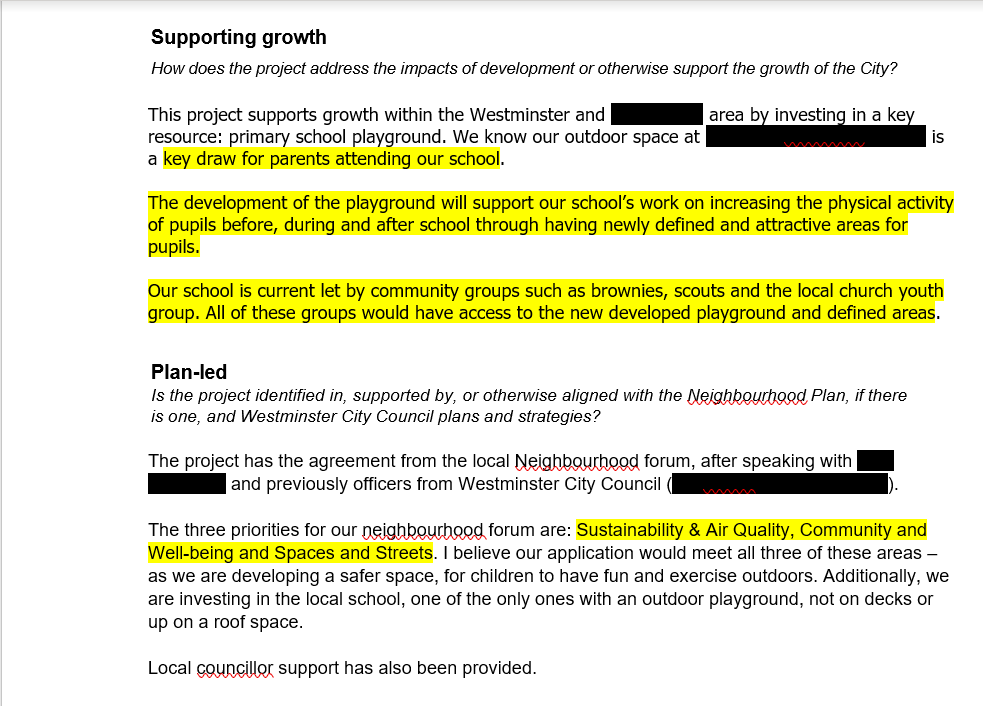 Supporting growth
How does the project address the impacts of development or otherwise support the growth of the City?
This project supports growth within the Westminster and area by investing in a key
resource: primary school playground. We know our outdoor space at is
a key draw for parents attending our school.
The development of the playground will support our school’s work on increasing the physical activity
of pupils before, during and after school through having newly defined and attractive areas for
pupils.
Our school is current let by community groups such as brownies, scouts and the local church youth
group. All of these groups would have access to the new developed playground and defined areas.
Plan-led
Is the project identified in, supported by, or otherwise aligned with the Neighbourhood Plan, if there
is one, and Westminster City Council plans and strategies?
The project has the agreement from the local Neighbourhood forum, after speaking with
and previously officers from Westminster City Council ( ).
The three priorities for our neighbourhood forum are: Sustainability & Air Quality, Community and
Well-being and Spaces and Streets. I believe our application would meet all three of these areas –
as we are developing a safer space, for children to have fun and exercise outdoors. Additionally, we
are investing in the local school, one of the only ones with an outdoor playground, not on decks or
up on a roof space.
Local councillor support has also been provided.